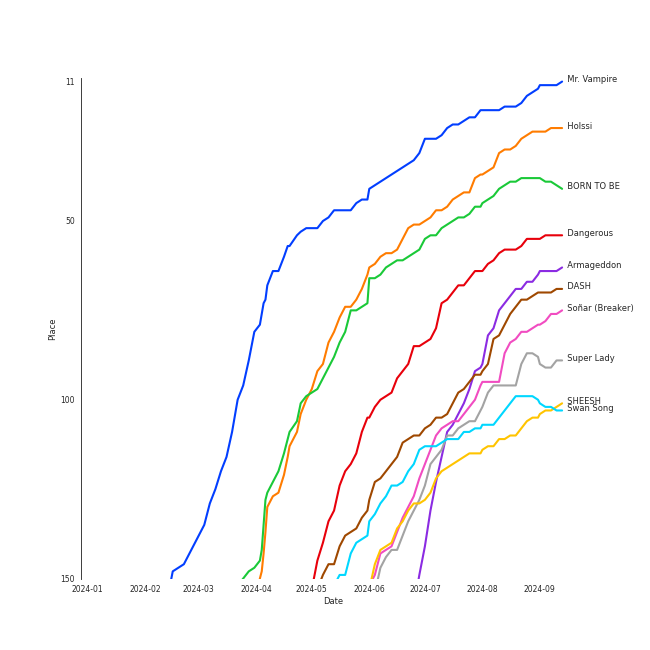 11
Mr. Vampire
Holssi
BORN TO BE
50
Dangerous
Armageddon
DASH
Soñar (Breaker)
Place
Super Lady
100
SHEESH
Swan Song
150
2024-01 2024-02 2024-03 2024-04 2024-05 2024-06 2024-07 2024-08 2024-09
Date